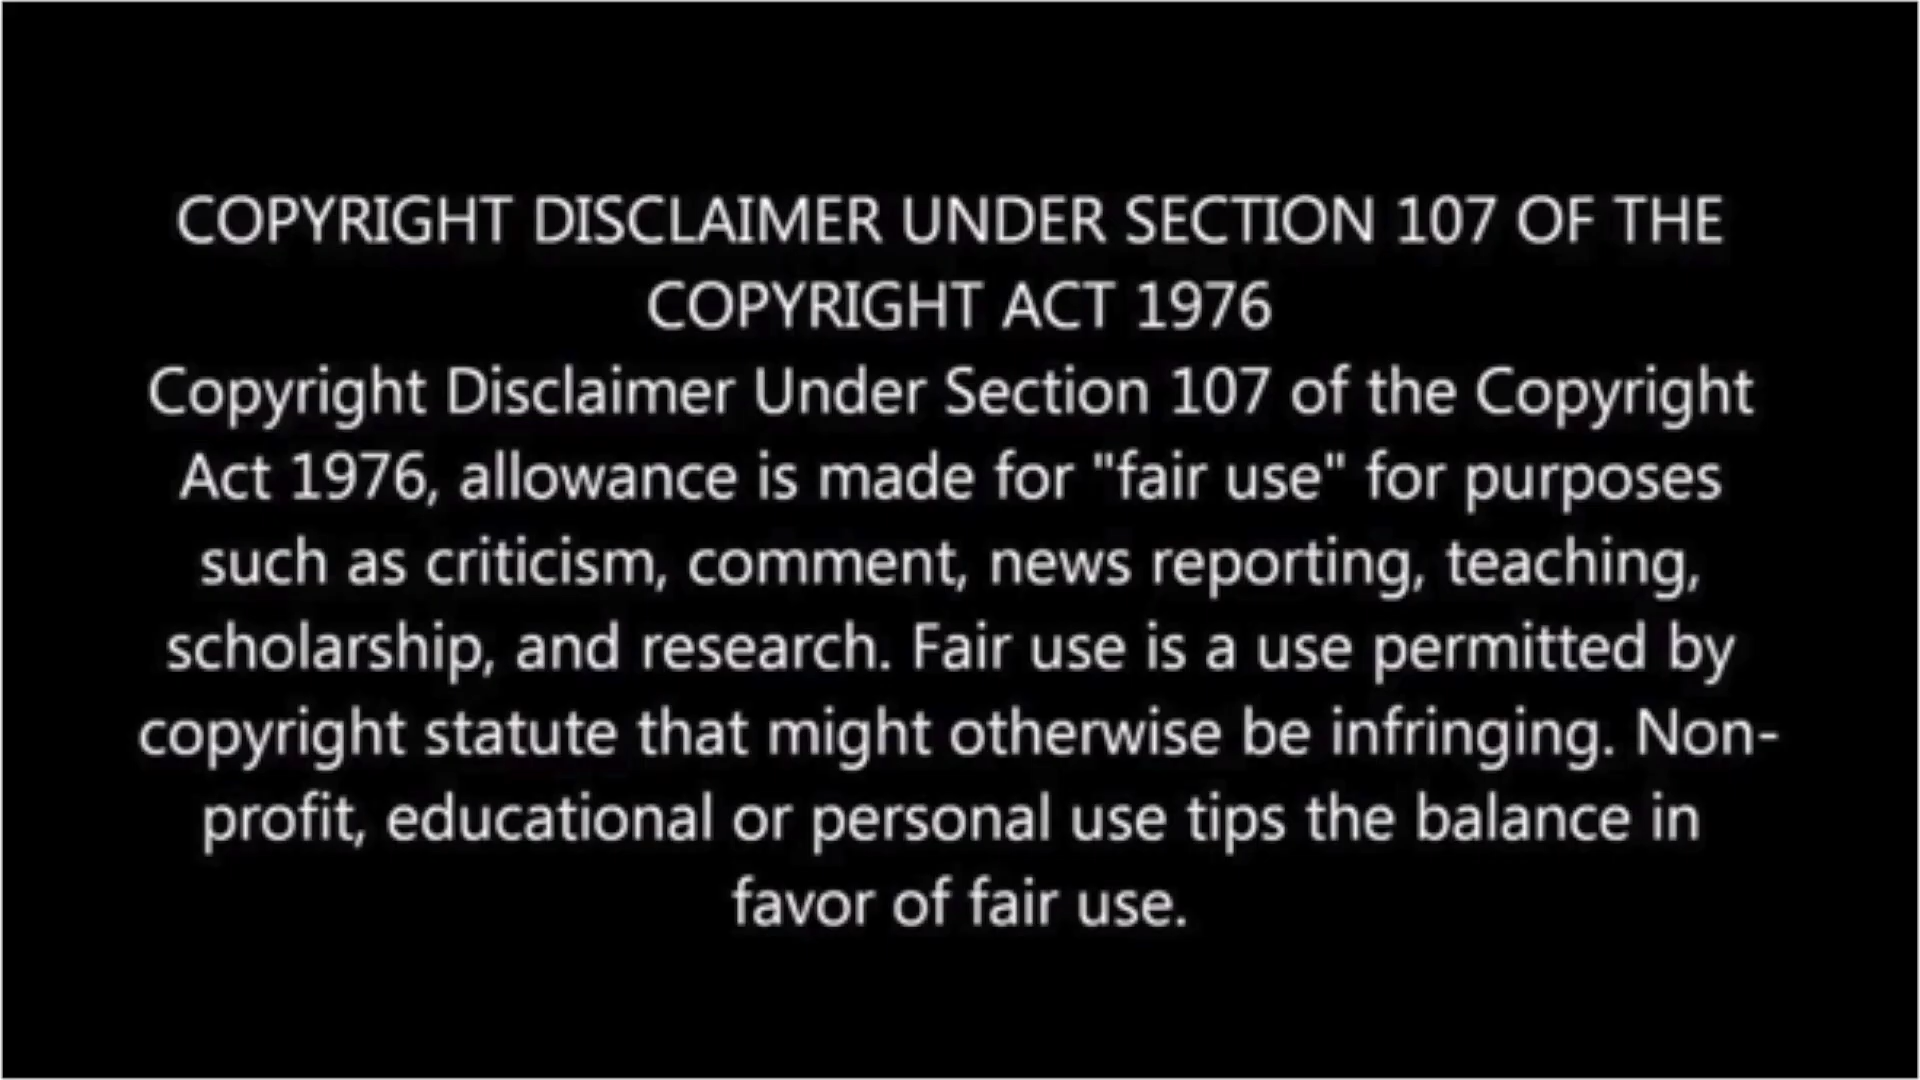 COPYRIGHT DISCLAIMER UNDER SECTION 107 OF THE
COPYRIGHT ACT 1976
Copyright Disclaimer Under Section 107 of the Copyright
Act 1976, allowance is made for "fair use" for purposes
such as criticism, comment, news reporting, teaching,
scholarship, and research. Fair use is a use permitted by
copyright statute that might otherwise be infringing. Non-
profit, educational or personal use tips the balance in
favor of fair use.